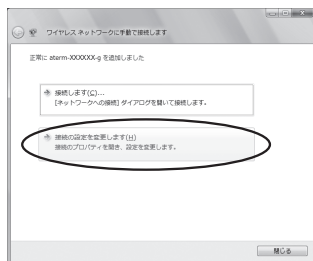 ワイヤレス ネットワークに手動で接続します
正常に aterm-XXXXXX-g を追加しました
接続します(C)...
[ネットワークへの接続] ダイアログを開いて接続します。
接続の設定を変更します(H)
接続のプロパティを開き、設定を変更します。
閉じる